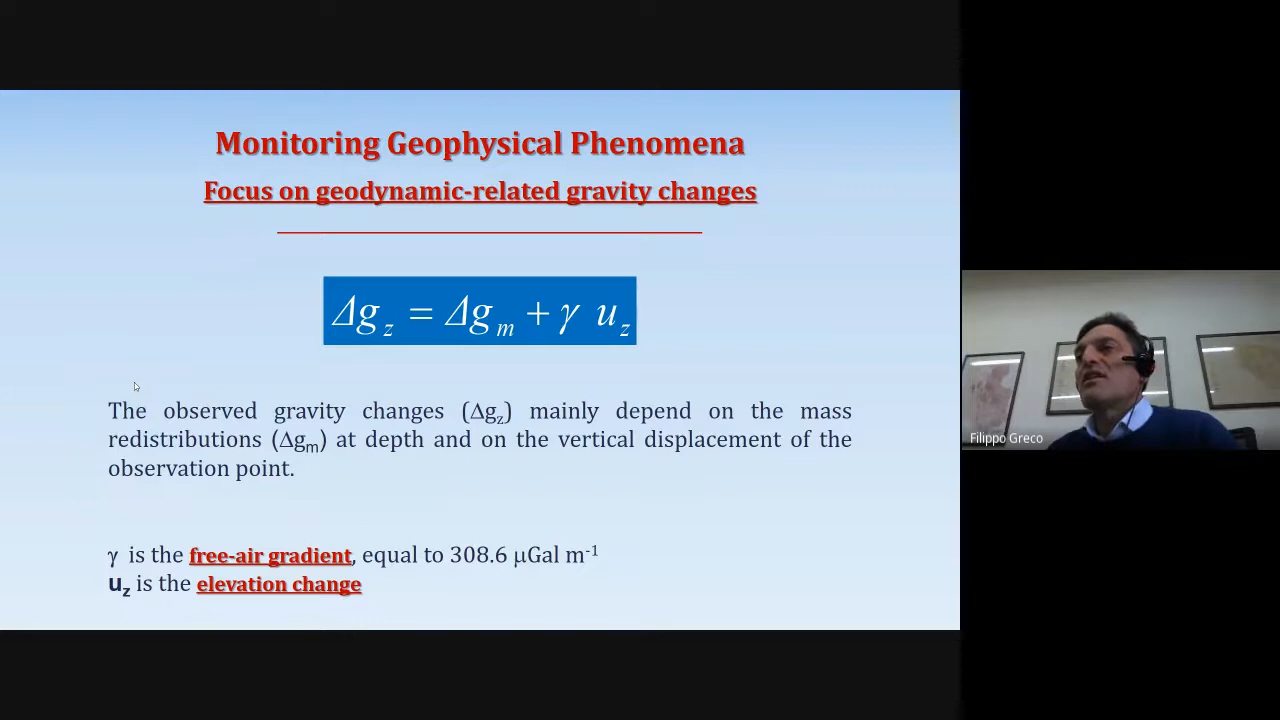 Monitoring Geophysical Phenomena
Focus on geodynamic-related gravity changes
Δg z = Δg m + γ u z
The observed gravity changes (Δgz) mainly depend on the mass
redistributions (Δgm) at depth and on the vertical displacement of the
observation point.
γ is the free-air gradient, equal to 308.6 μGal m-1
uz is the elevation change
Filippo Greco